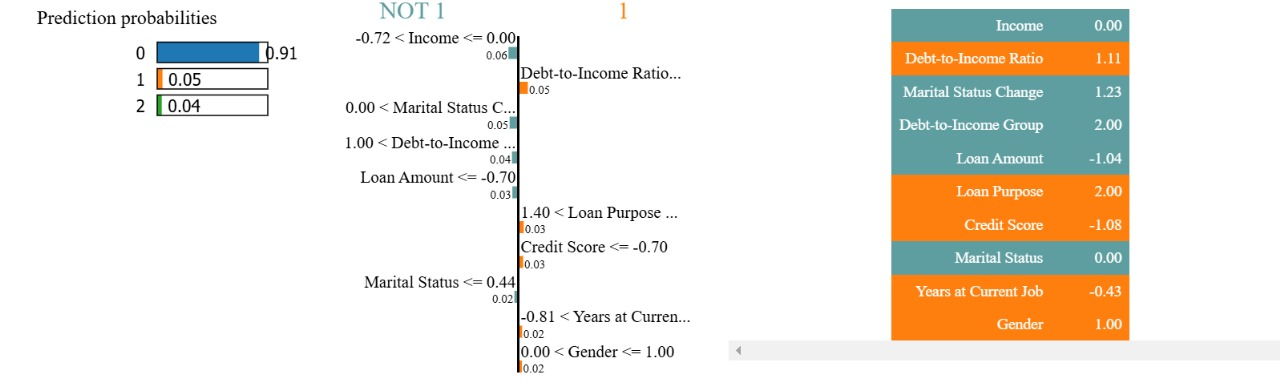 Prediction probabilities
0 0.91
1 0.05
2 0.04
NOT 1 1
-0.72 < Income <= 0.00
0.06
Debt-to-Income Ratio...
0.05
0.00 < Marital Status C...
0.05
1.00 < Debt-to-Income ...
0.04
Loan Amount <= -0.70
0.03
1.40 < Loan Purpose ...
0.03
Credit Score <= -0.70
0.03
Marital Status <= 0.44
0.02
-0.81 < Years at Curren...
0.02
0.00 < Gender <= 1.00
0.02
Income 0.00
Debt-to-Income Ratio 1.11
Marital Status Change 1.23
Debt-to-Income Group 2.00
Loan Amount -1.04
Loan Purpose 2.00
Credit Score -1.08
Marital Status 0.00
Years at Current Job -0.43
Gender 1.00